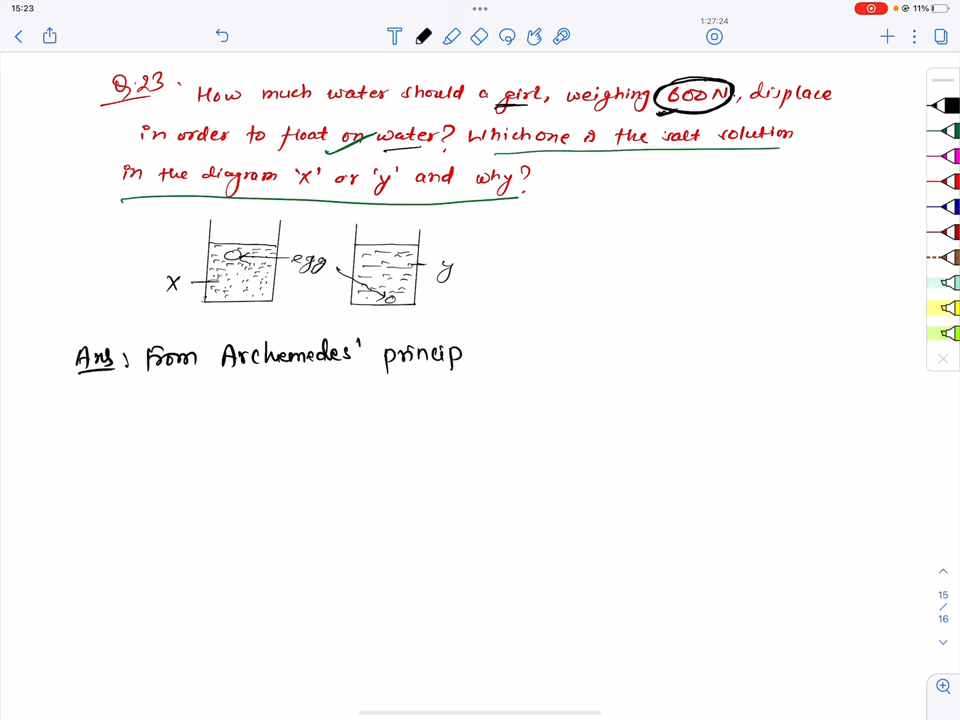 15:23
11%
1:27:24
T
Q.23. How much water should a girl, weighing 600N, displace
in order to float on water? Which one is the salt solution
in the diagram 'x' or 'y' and why?
x
egg
y
Ans: From Archemedes' princip
15
/
16